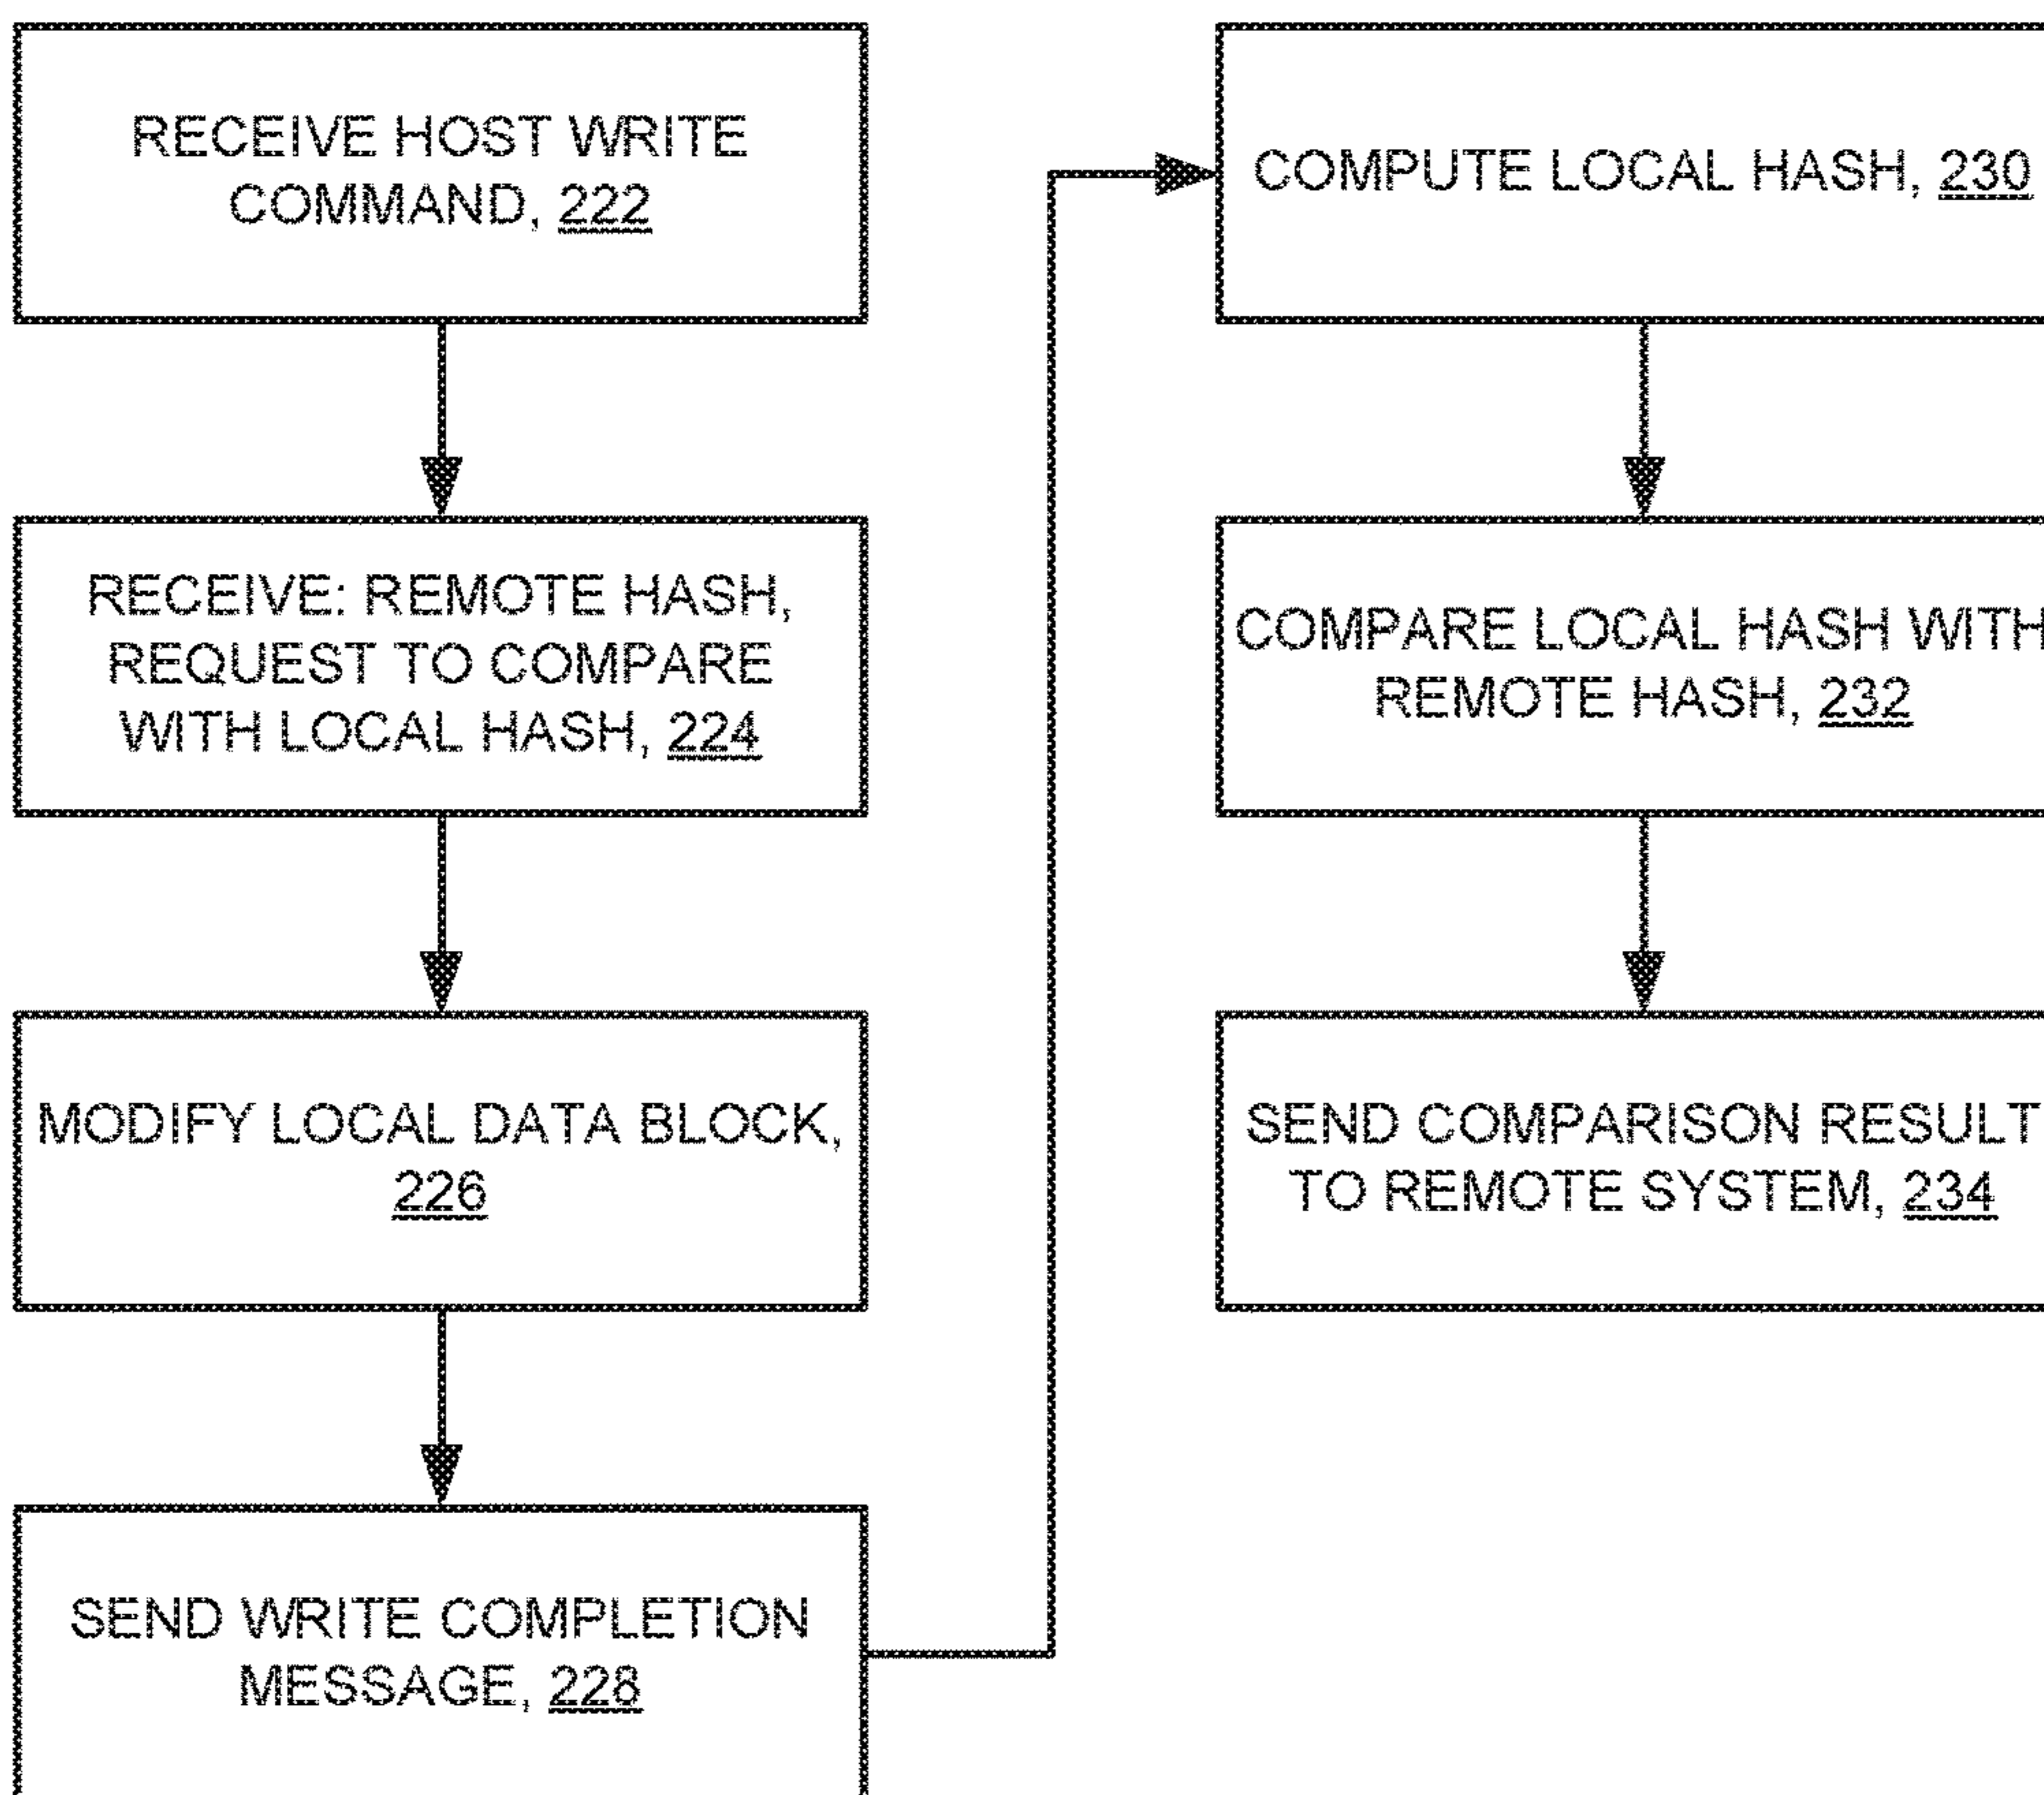 RECEIVE HOST WRITE
COMMAND, 222
RECEIVE: REMOTE HASH,
REQUEST TO COMPARE
WITH LOCAL HASH, 224
MODIFY LOCAL DATA BLOCK,
226
SEND WRITE COMPLETION
MESSAGE, 228
COMPUTE LOCAL HASH, 230
COMPARE LOCAL HASH WITH
REMOTE HASH, 232
SEND COMPARISON RESULT
TO REMOTE SYSTEM, 234